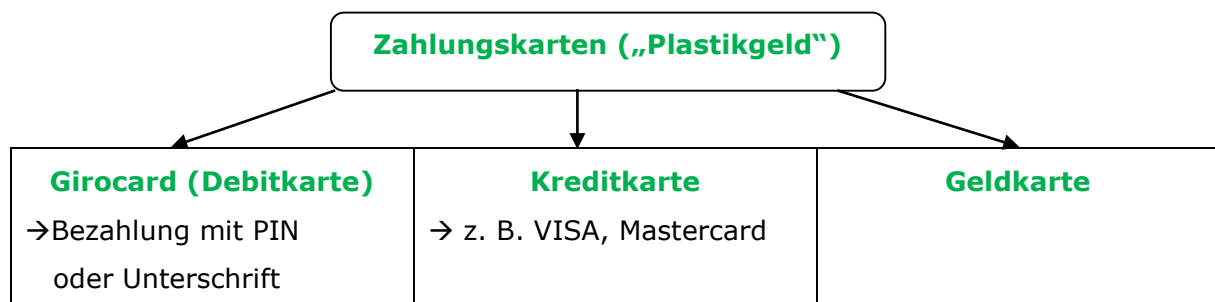 Zahlungskarten („Plastikgeld“)
Girocard (Debitkarte)
→Bezahlung mit PIN
oder Unterschrift
Kreditkarte
→ z. B. VISA, Mastercard
Geldkarte